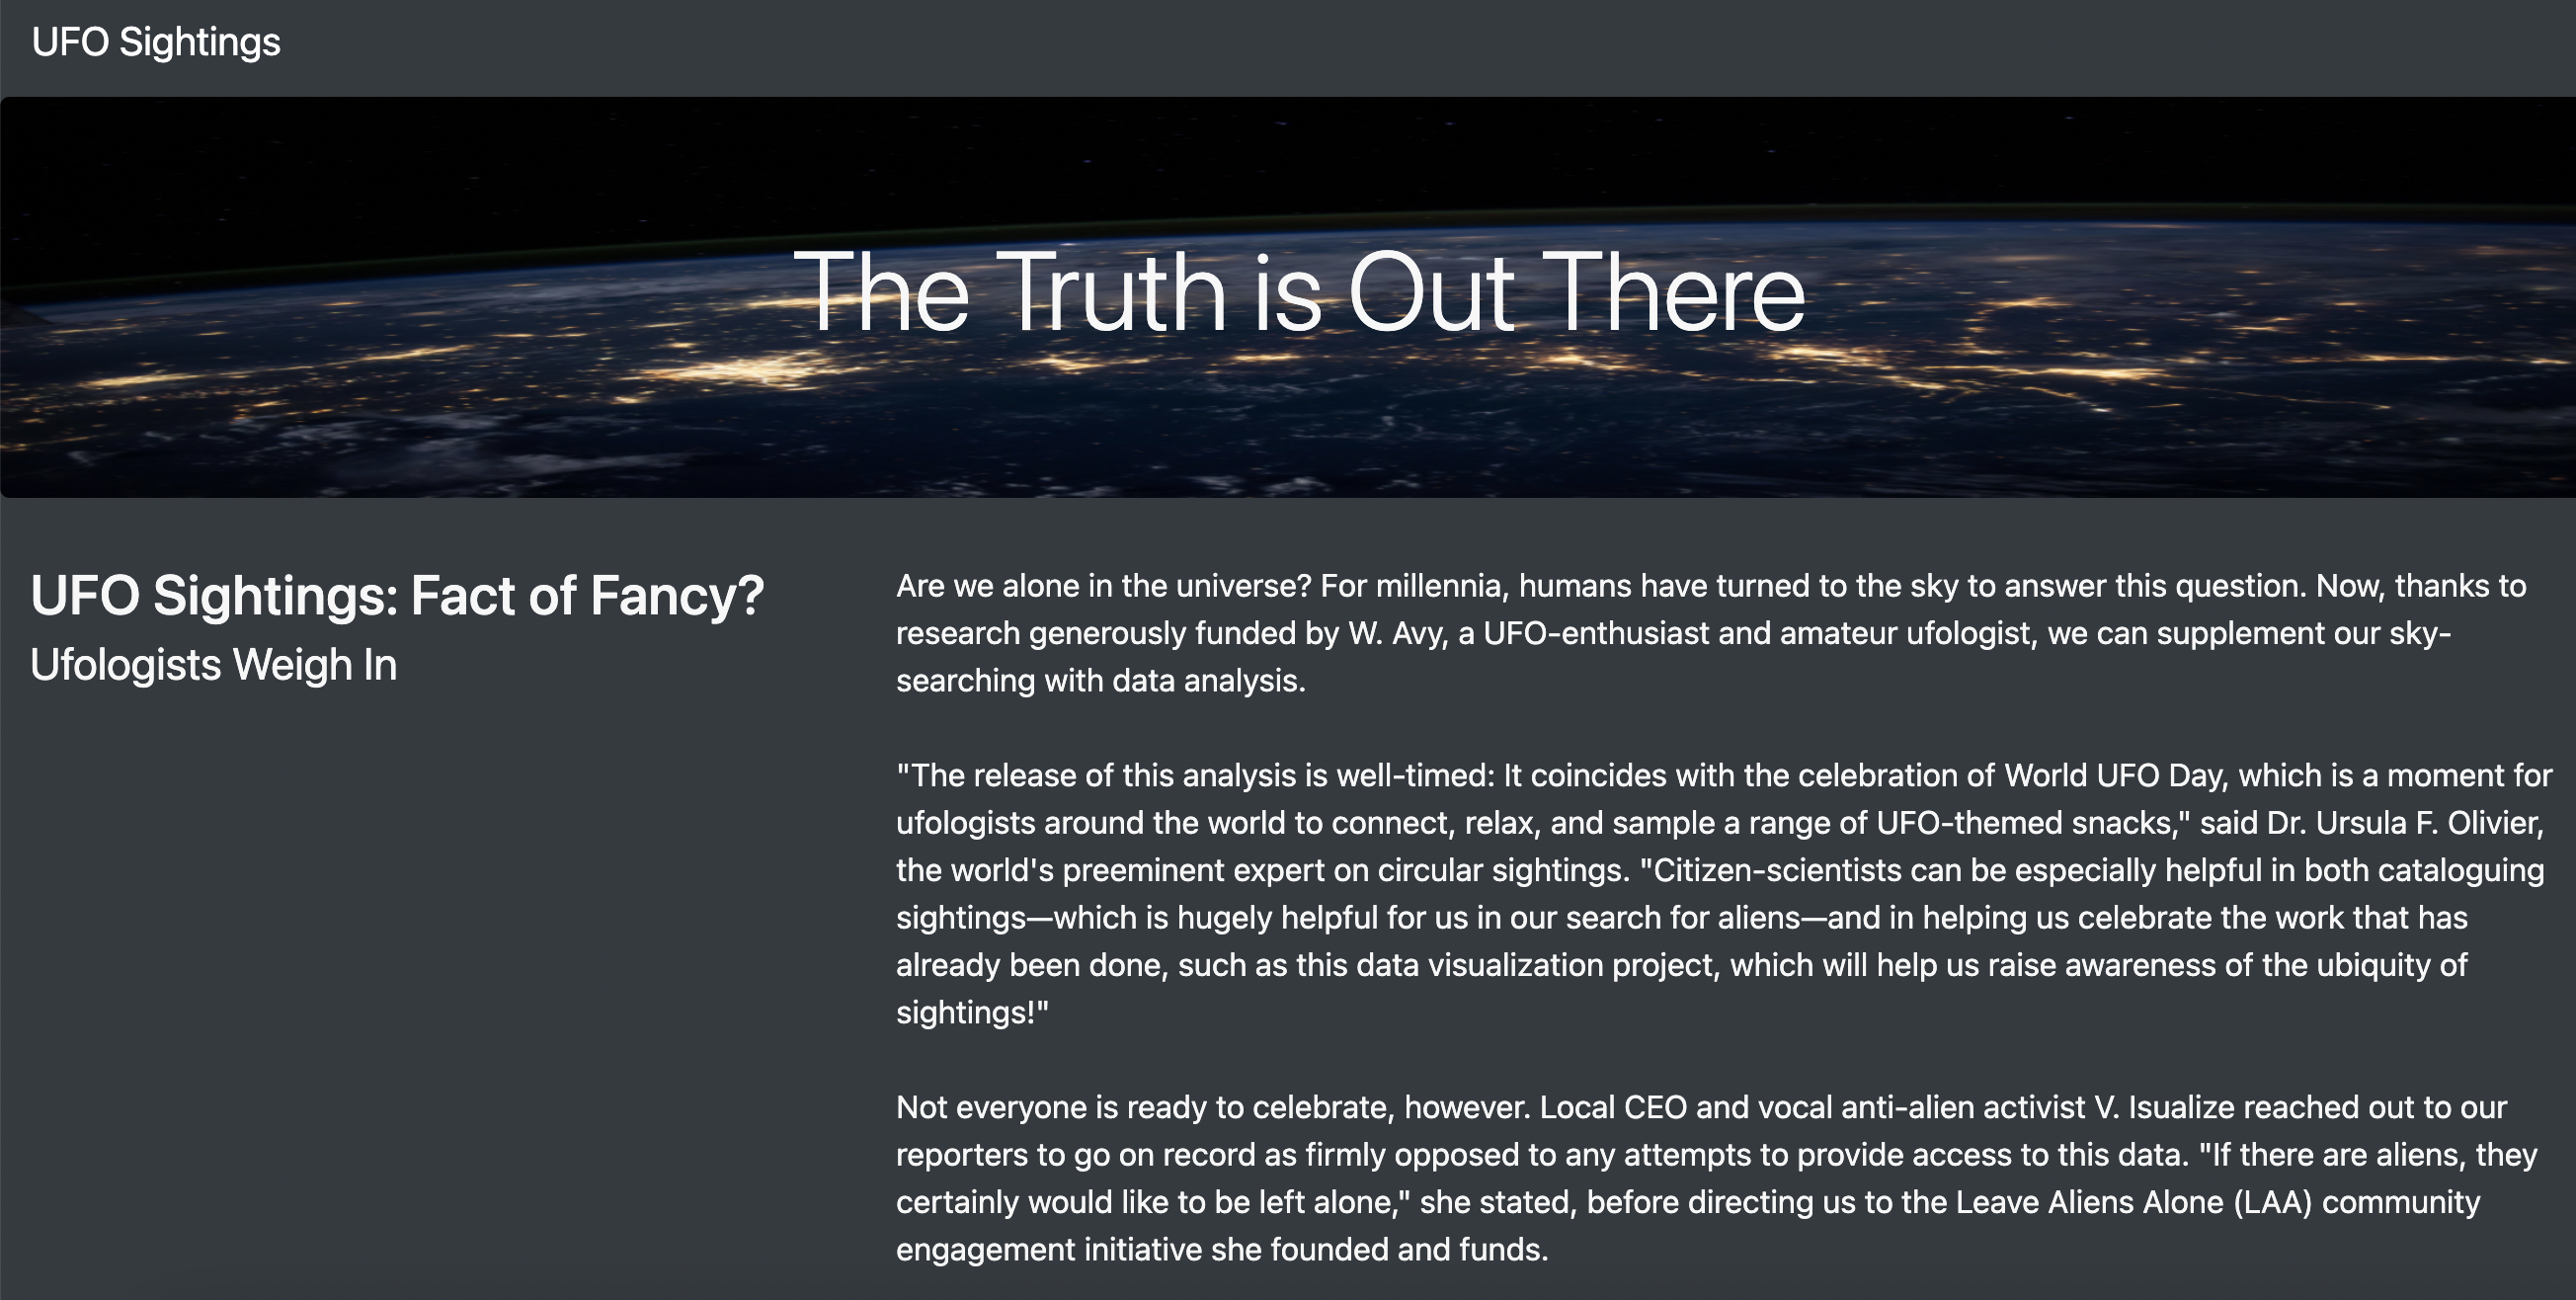 UFO Sightings
The Truth is Out There
UFO Sightings: Fact of Fancy?
Ufologists Weigh In
Are we alone in the universe? For millennia, humans have turned to the sky to answer this question. Now, thanks to
research generously funded by W. Avy, a UFO-enthusiast and amateur ufologist, we can supplement our sky-
searching with data analysis.
"The release of this analysis is well-timed: It coincides with the celebration of World UFO Day, which is a moment for
ufologists around the world to connect, relax, and sample a range of UFO-themed snacks," said Dr. Ursula F. Olivier,
the world's preeminent expert on circular sightings. "Citizen-scientists can be especially helpful in both cataloguing
sightings—which is hugely helpful for us in our search for aliens—and in helping us celebrate the work that has
already been done, such as this data visualization project, which will help us raise awareness of the ubiquity of
sightings!"
Not everyone is ready to celebrate, however. Local CEO and vocal anti-alien activist V. Isualize reached out to our
reporters to go on record as firmly opposed to any attempts to provide access to this data. "If there are aliens, they
certainly would like to be left alone," she stated, before directing us to the Leave Aliens Alone (LAA) community
engagement initiative she founded and funds.